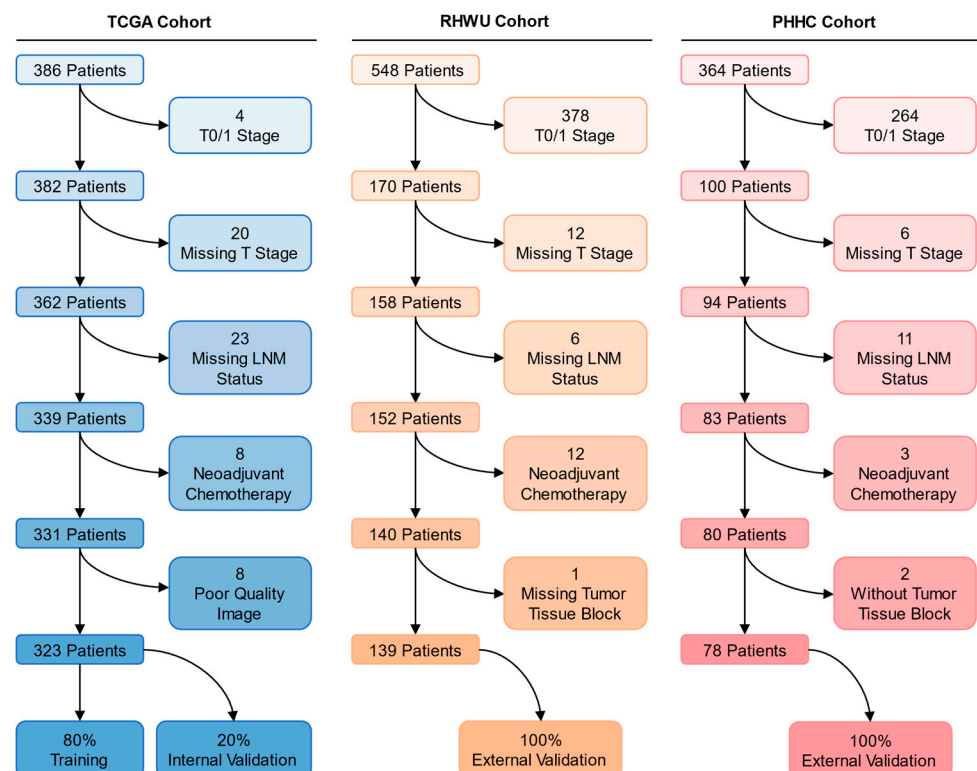 TCGA Cohort
386 Patients
4
T0/1 Stage
382 Patients
20
Missing T Stage
362 Patients
23
Missing LNM
Status
339 Patients
8
Neoadjuvant
Chemotherapy
331 Patients
8
Poor Quality
Image
323 Patients
80%
Training
20%
Internal Validation
RHWU Cohort
548 Patients
378
T0/1 Stage
170 Patients
12
Missing T Stage
158 Patients
6
Missing LNM
Status
152 Patients
12
Neoadjuvant
Chemotherapy
140 Patients
1
Missing Tumor
Tissue Block
139 Patients
100%
External Validation
PHHC Cohort
364 Patients
264
T0/1 Stage
100 Patients
6
Missing T Stage
94 Patients
11
Missing LNM
Status
83 Patients
3
Neoadjuvant
Chemotherapy
80 Patients
2
Without Tumor
Tissue Block
78 Patients
100%
External Validation